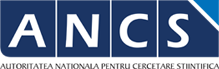 ANCS
AUTORITATEA NATIONALA PENTRU CERCETARE STIINTIFICA